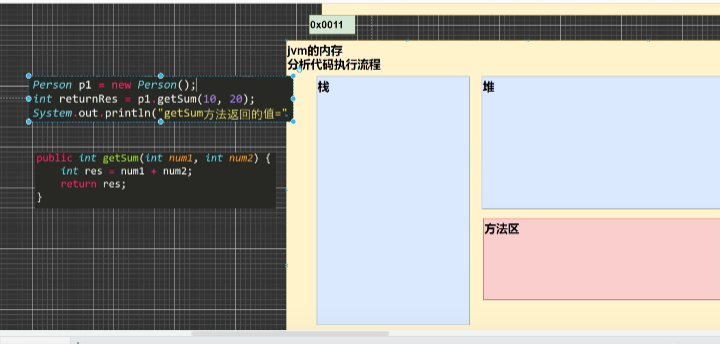 0x0011
jvm的内存
分析代码执行流程
Person p1 = new Person();
int returnRes = p1.getSum(10, 20);
System.out.println("getSum方法返回的值="
public int getSum(int num1, int num2) {
int res = num1 + num2;
return res;
}
栈
堆
方法区